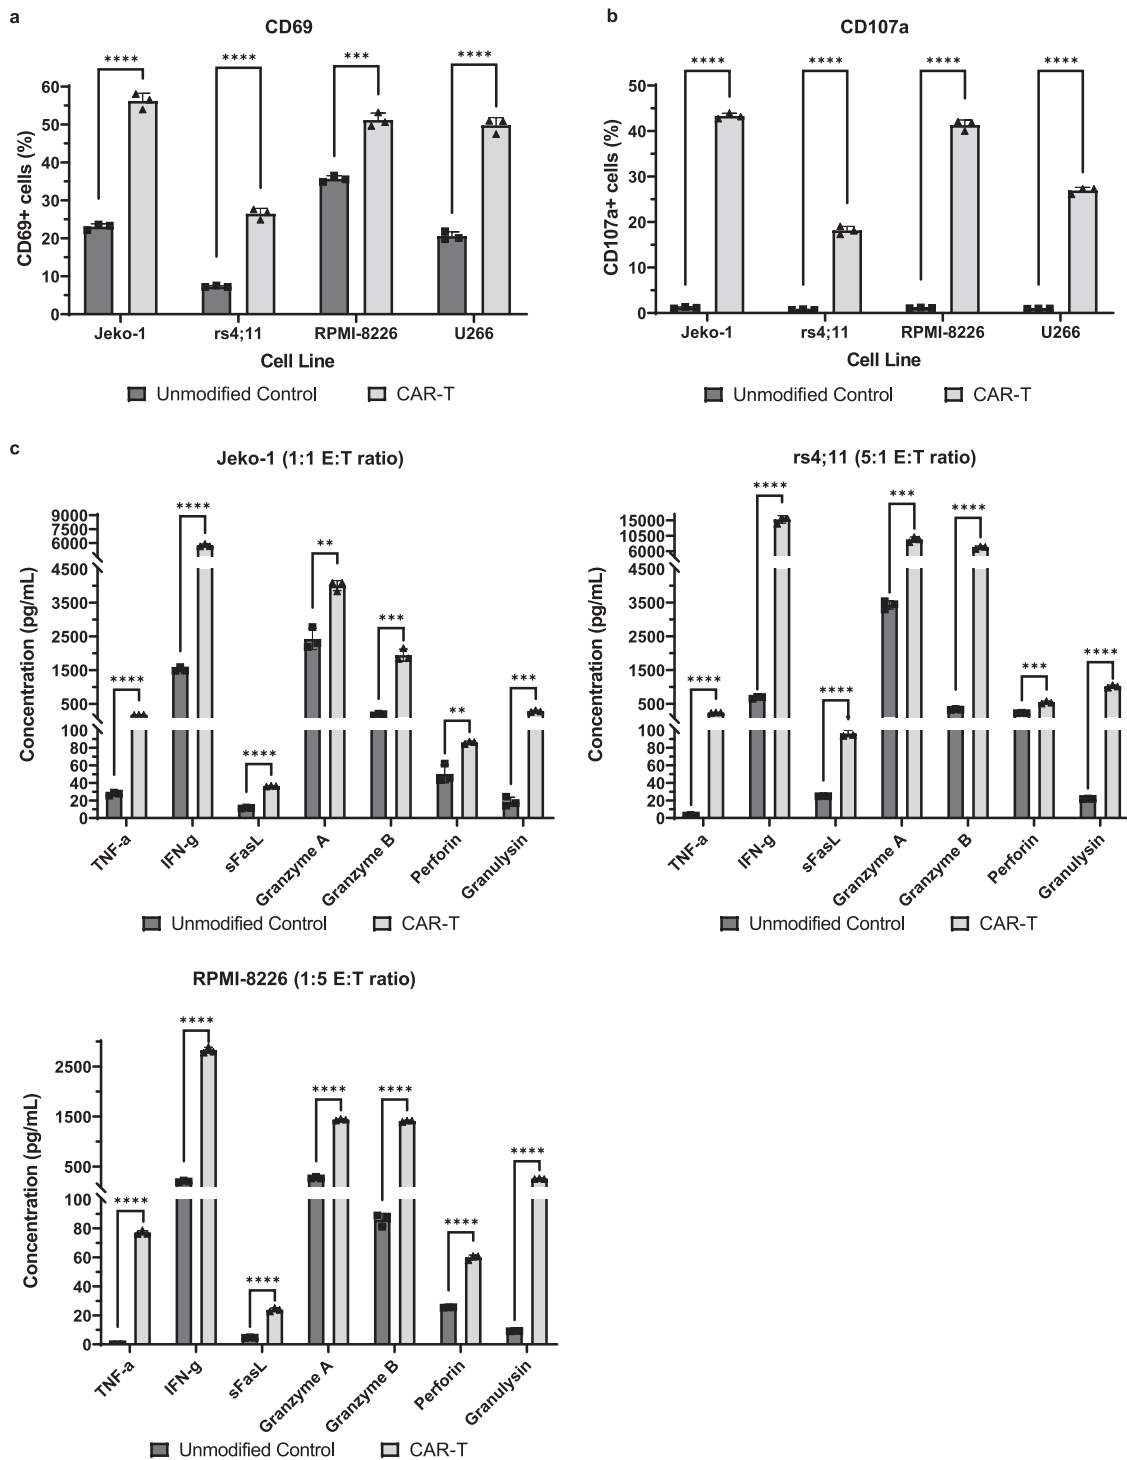 a
CD69
**** **** *** ****
CD69+ cells (%)
60
50
40
30
20
10
0
Jeko-1 rs4;11 RPMI-8226 U266
Cell Line
Unmodified Control CAR-T
b
CD107a
**** **** **** ****
CD107a+ cells (%)
50
40
30
20
10
0
Jeko-1 rs4;11 RPMI-8226 U266
Cell Line
Unmodified Control CAR-T
c
Jeko-1 (1:1 E:T ratio)
**** **** **** ** *** ** ***
Concentration (pg/mL)
9000
7500
6000
4500
3500
2500
1500
500
100
80
60
40
20
0
TNF-a IFN-g sFasL Granzyme A Granzyme B Perforin Granulysin
Unmodified Control CAR-T
rs4;11 (5:1 E:T ratio)
**** **** **** *** **** *** ****
Concentration (pg/mL)
15000
10500
6000
4500
3500
2500
1500
500
100
80
60
40
20
0
TNF-a IFN-g sFasL Granzyme A Granzyme B Perforin Granulysin
Unmodified Control CAR-T
RPMI-8226 (1:5 E:T ratio)
**** **** **** **** **** **** ****
Concentration (pg/mL)
2500
1500
500
100
80
60
40
20
0
TNF-a IFN-g sFasL Granzyme A Granzyme B Perforin Granulysin
Unmodified Control CAR-T